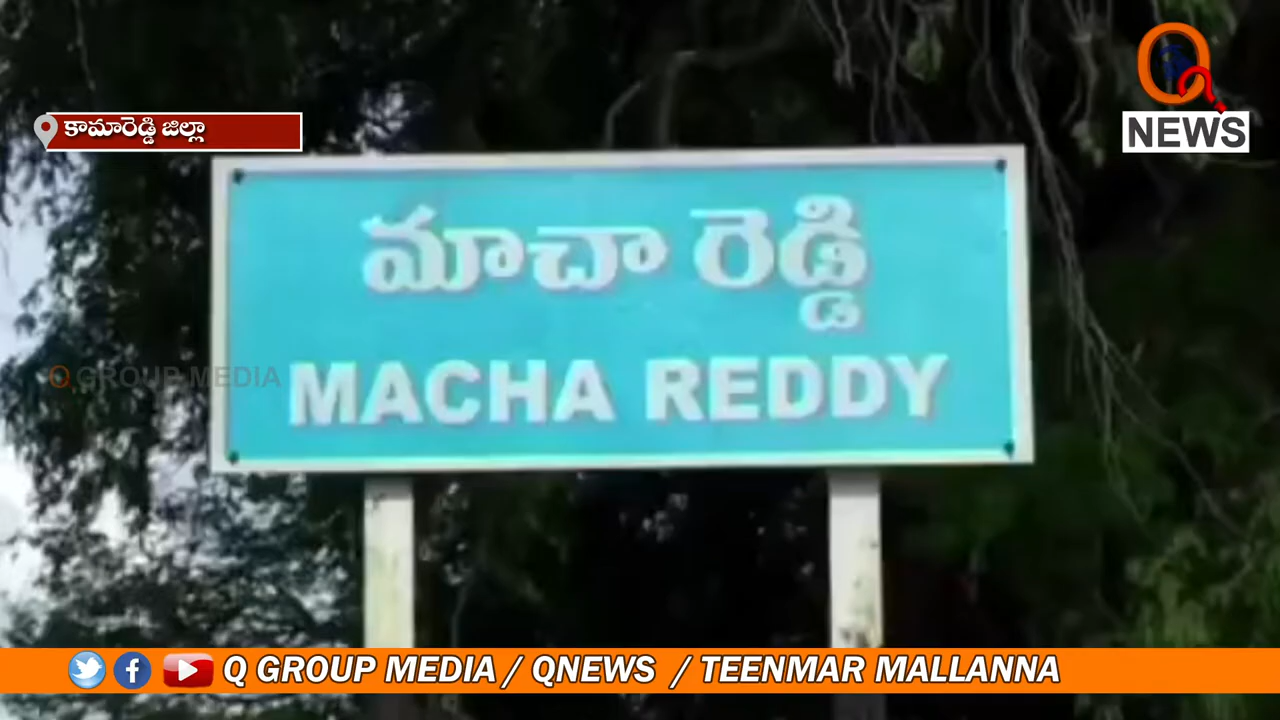 Q
NEWS
కామారెడ్డి జిల్లా
మాచా రెడ్డి
MACHA REDDY
Q GROUP MEDIA
Q GROUP MEDIA / QNEWS / TEENMAR MALLANNA